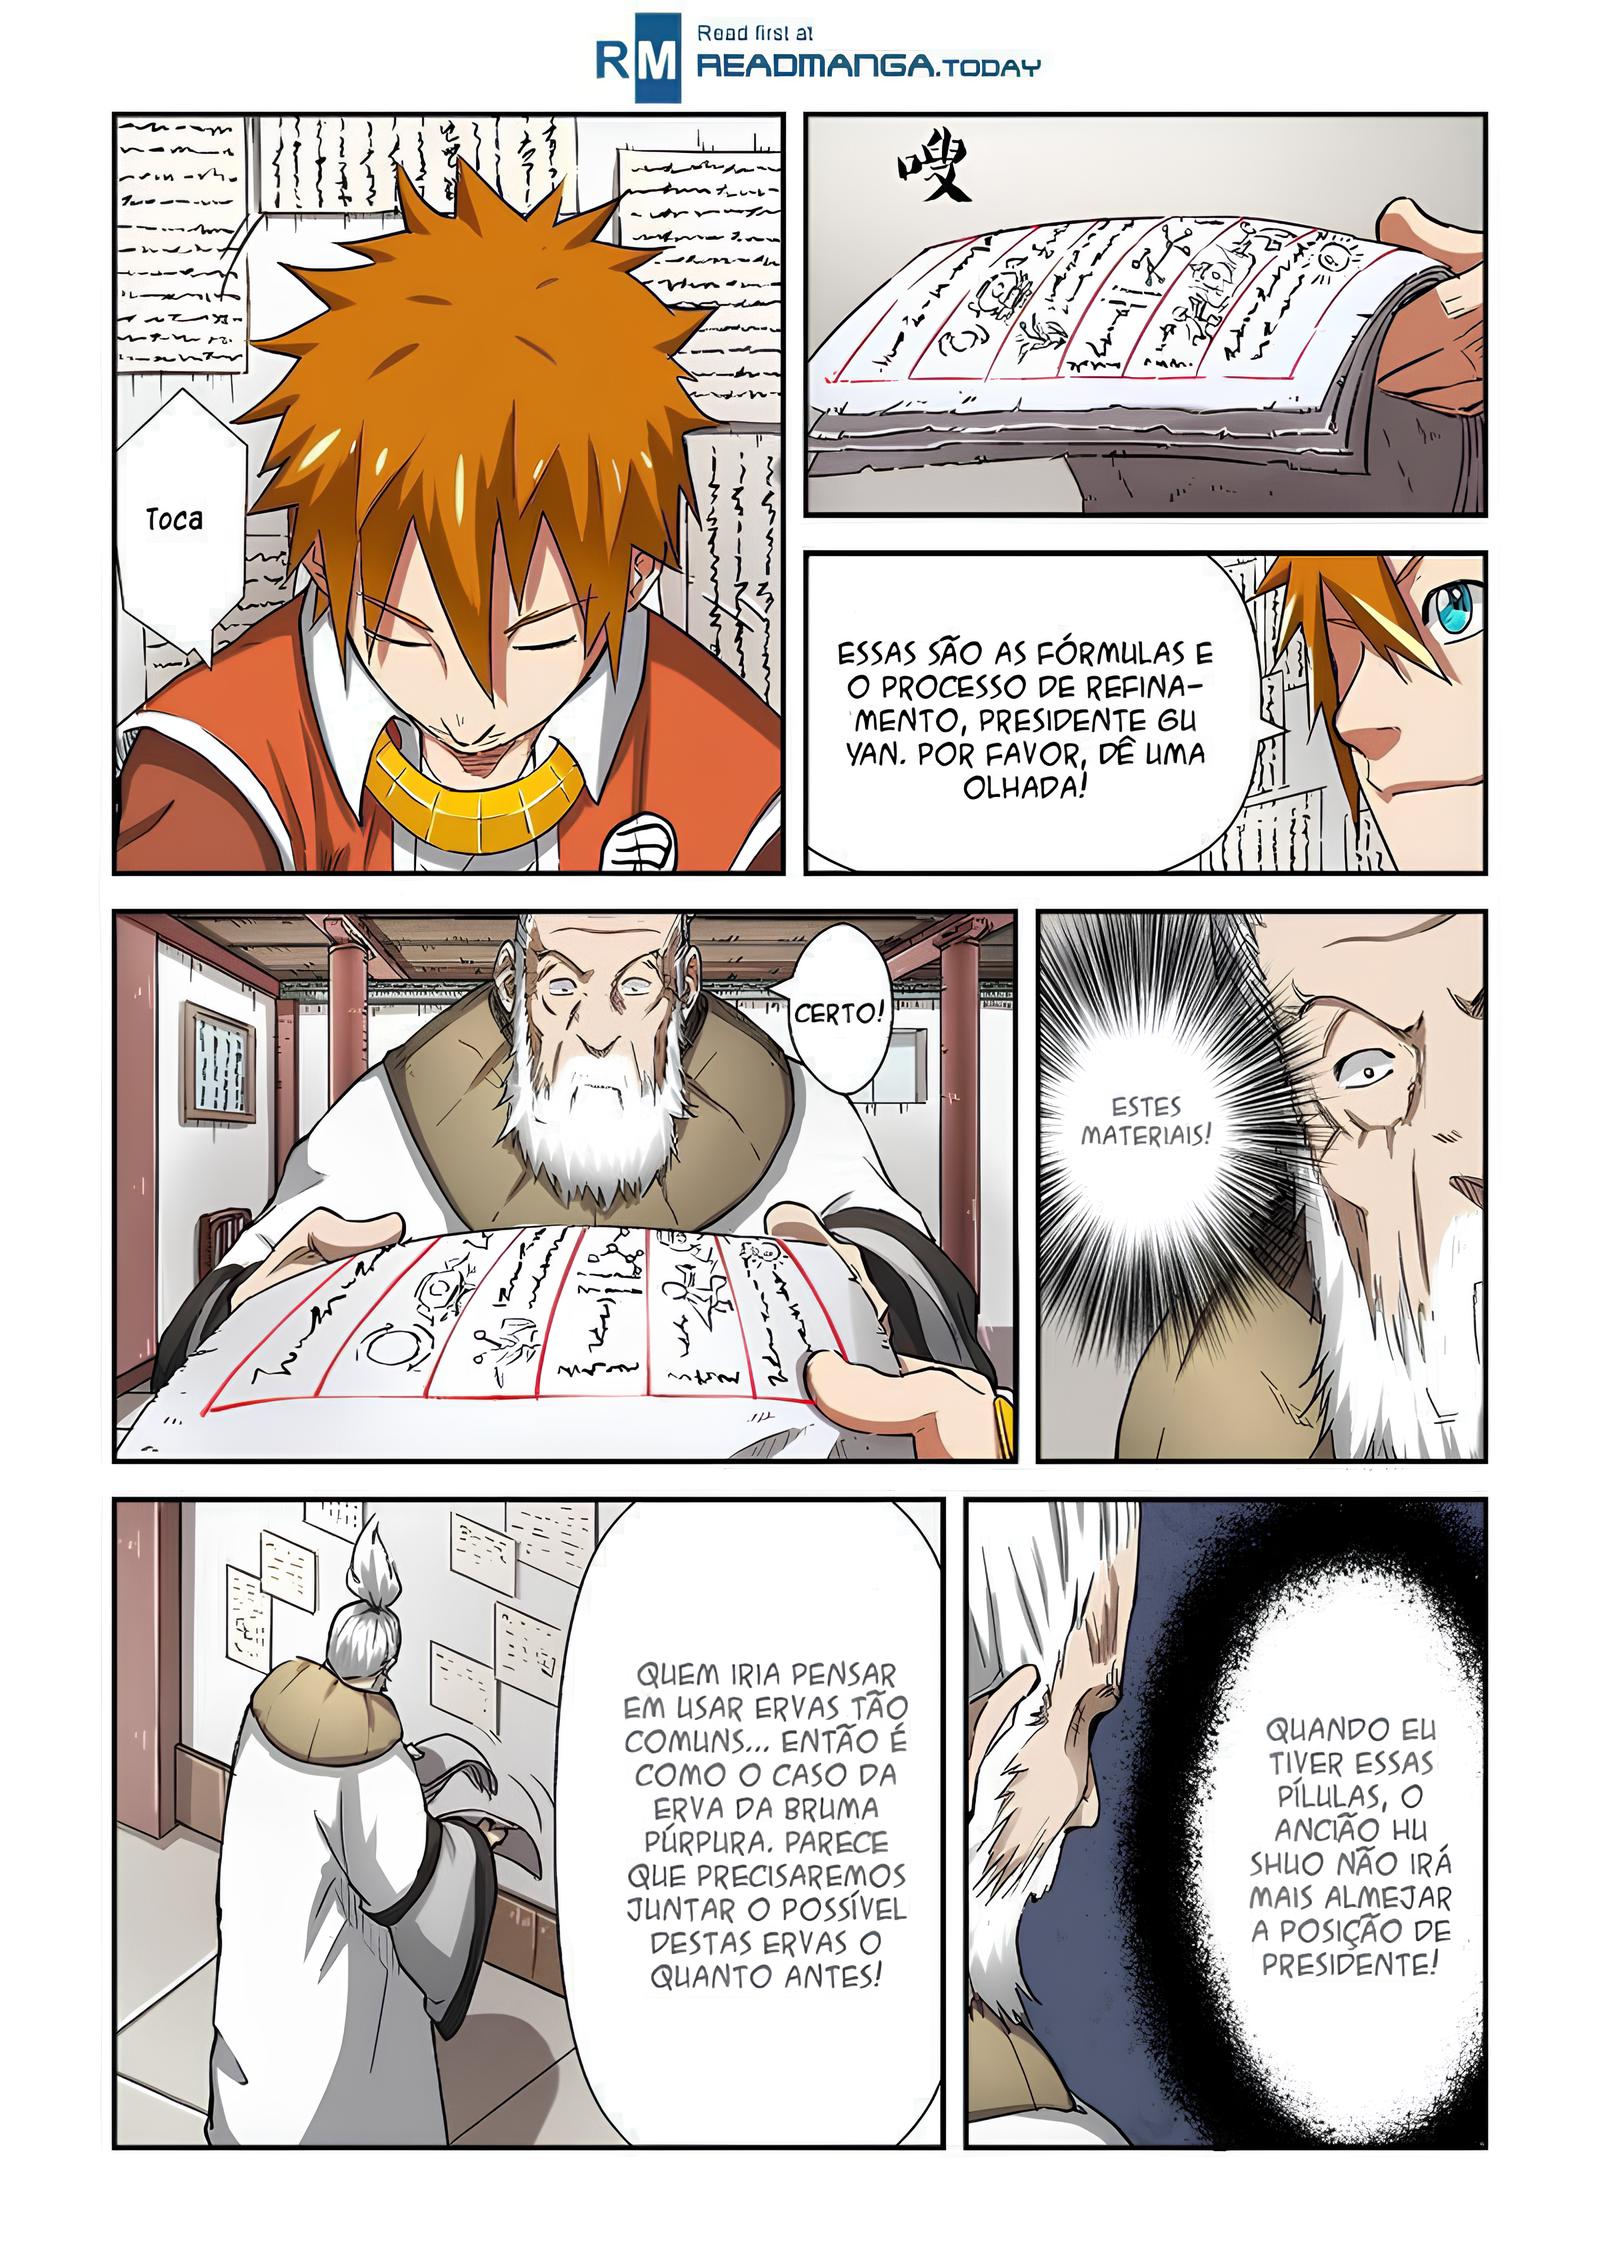 RM
Read first at
READMANGA.TODAY
Toca
嗖
ESSAS SÃO AS FÓRMULAS E
O PROCESSO DE REFINA-
MENTO, PRESIDENTE GU
YAN. POR FAVOR, DÊ UMA
OLHADA!
CERTO!
ESTES
MATERIAIS!
QUEM IRIA PENSAR
EM USAR ERVAS TÃO
COMUNS... ENTÃO É
COMO O CASO DA
ERVA DA BRUMA
PÚRPURA. PARECE
QUE PRECISAREMOS
JUNTAR O POSSÍVEL
DESTAS ERVAS O
QUANTO ANTES!
QUANDO EU
TIVER ESSAS
PÍLULAS, O
ANCIÃO HU
SHUO NÃO IRÁ
MAIS ALMEJAR
A POSIÇÃO DE
PRESIDENTE!